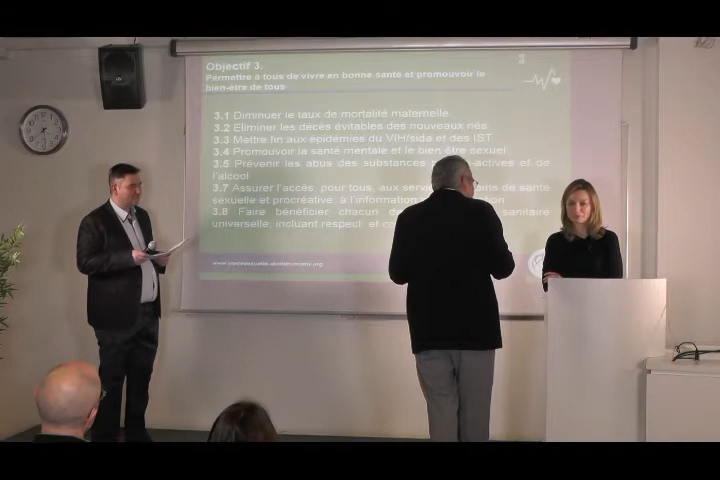 Objectif 3.
Permettre à tous de vivre en bonne santé et promouvoir le
bien-être de tous
3.1 Diminuer le taux de mortalité maternelle.
3.2 Eliminer les décès évitables des nouveaux nés
3.3 Mettre fin aux épidémies du VIH/sida et des IST
3.4 Promouvoir la santé mentale et le bien être sexuel
3.5 Prévenir les abus des substances -actives et de
l'alcool
3.7 Assurer l'accès, pour tous, aux de santé
sexuelle et procréative, à l'information
3.8 Faire bénéficier chacun sanitaire
universelle, incluant respect, et